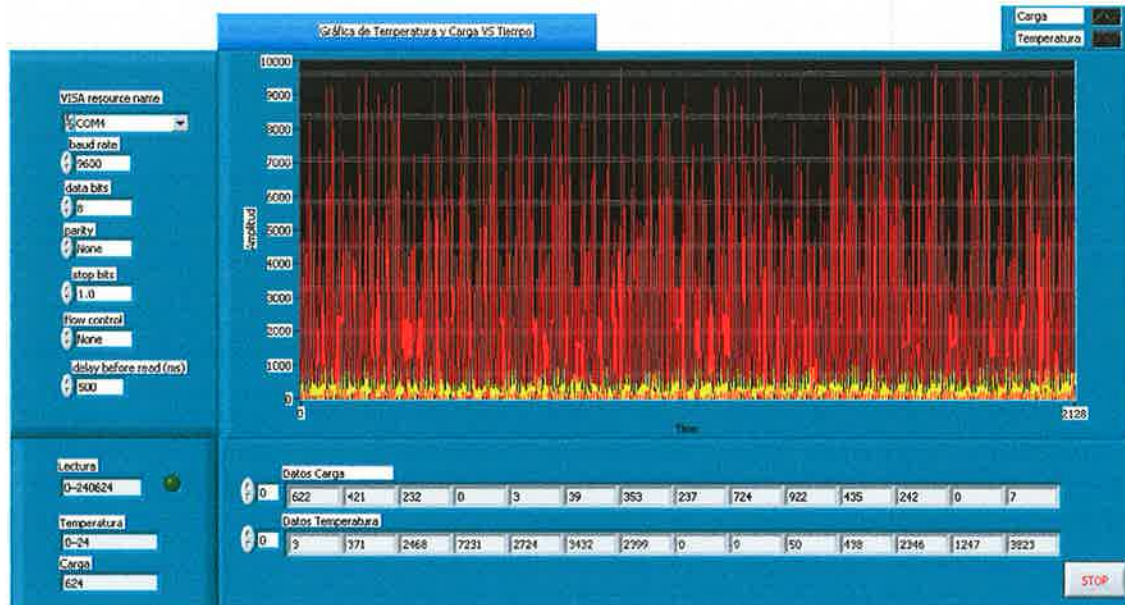 Gráfica de Temperatura y Carga VS Tiempo
Carga
Temperatura
VISA resource name
COM4
baud rate
9600
data bits
8
parity
None
stop bits
1.0
flow control
None
delay before read (ms)
500
Amplitud
10000
9000
8000
7000
6000
5000
4000
3000
2000
1000
0
0
2128
Time
Lectura
0-240624
Temperatura
0-24
Carga
624
Datos Carga
0 622 421 232 0 3 39 353 237 724 922 435 242 0 7
Datos Temperatura
0 3 371 2468 7231 2724 3432 2399 0 0 50 438 2346 1247 3823
STOP